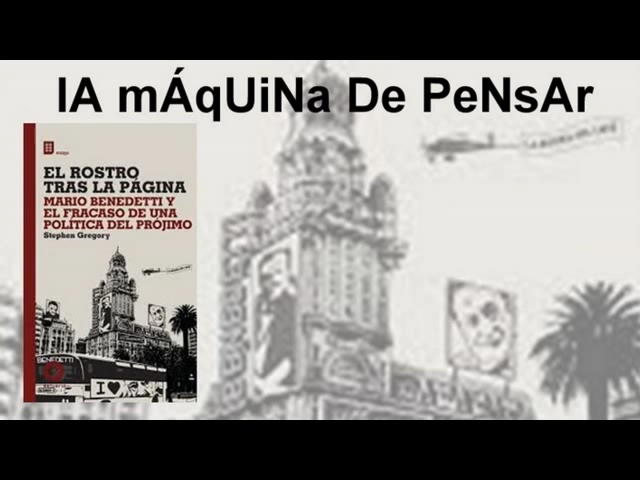 lA mÁqUiNa De PeNsAr
ensayo
EL ROSTRO
TRAS LA PÁGINA
MARIO BENEDETTI Y
EL FRACASO DE UNA
POLÍTICA DEL PRÓJIMO
Stephen Gregory
BENEDETTI
I